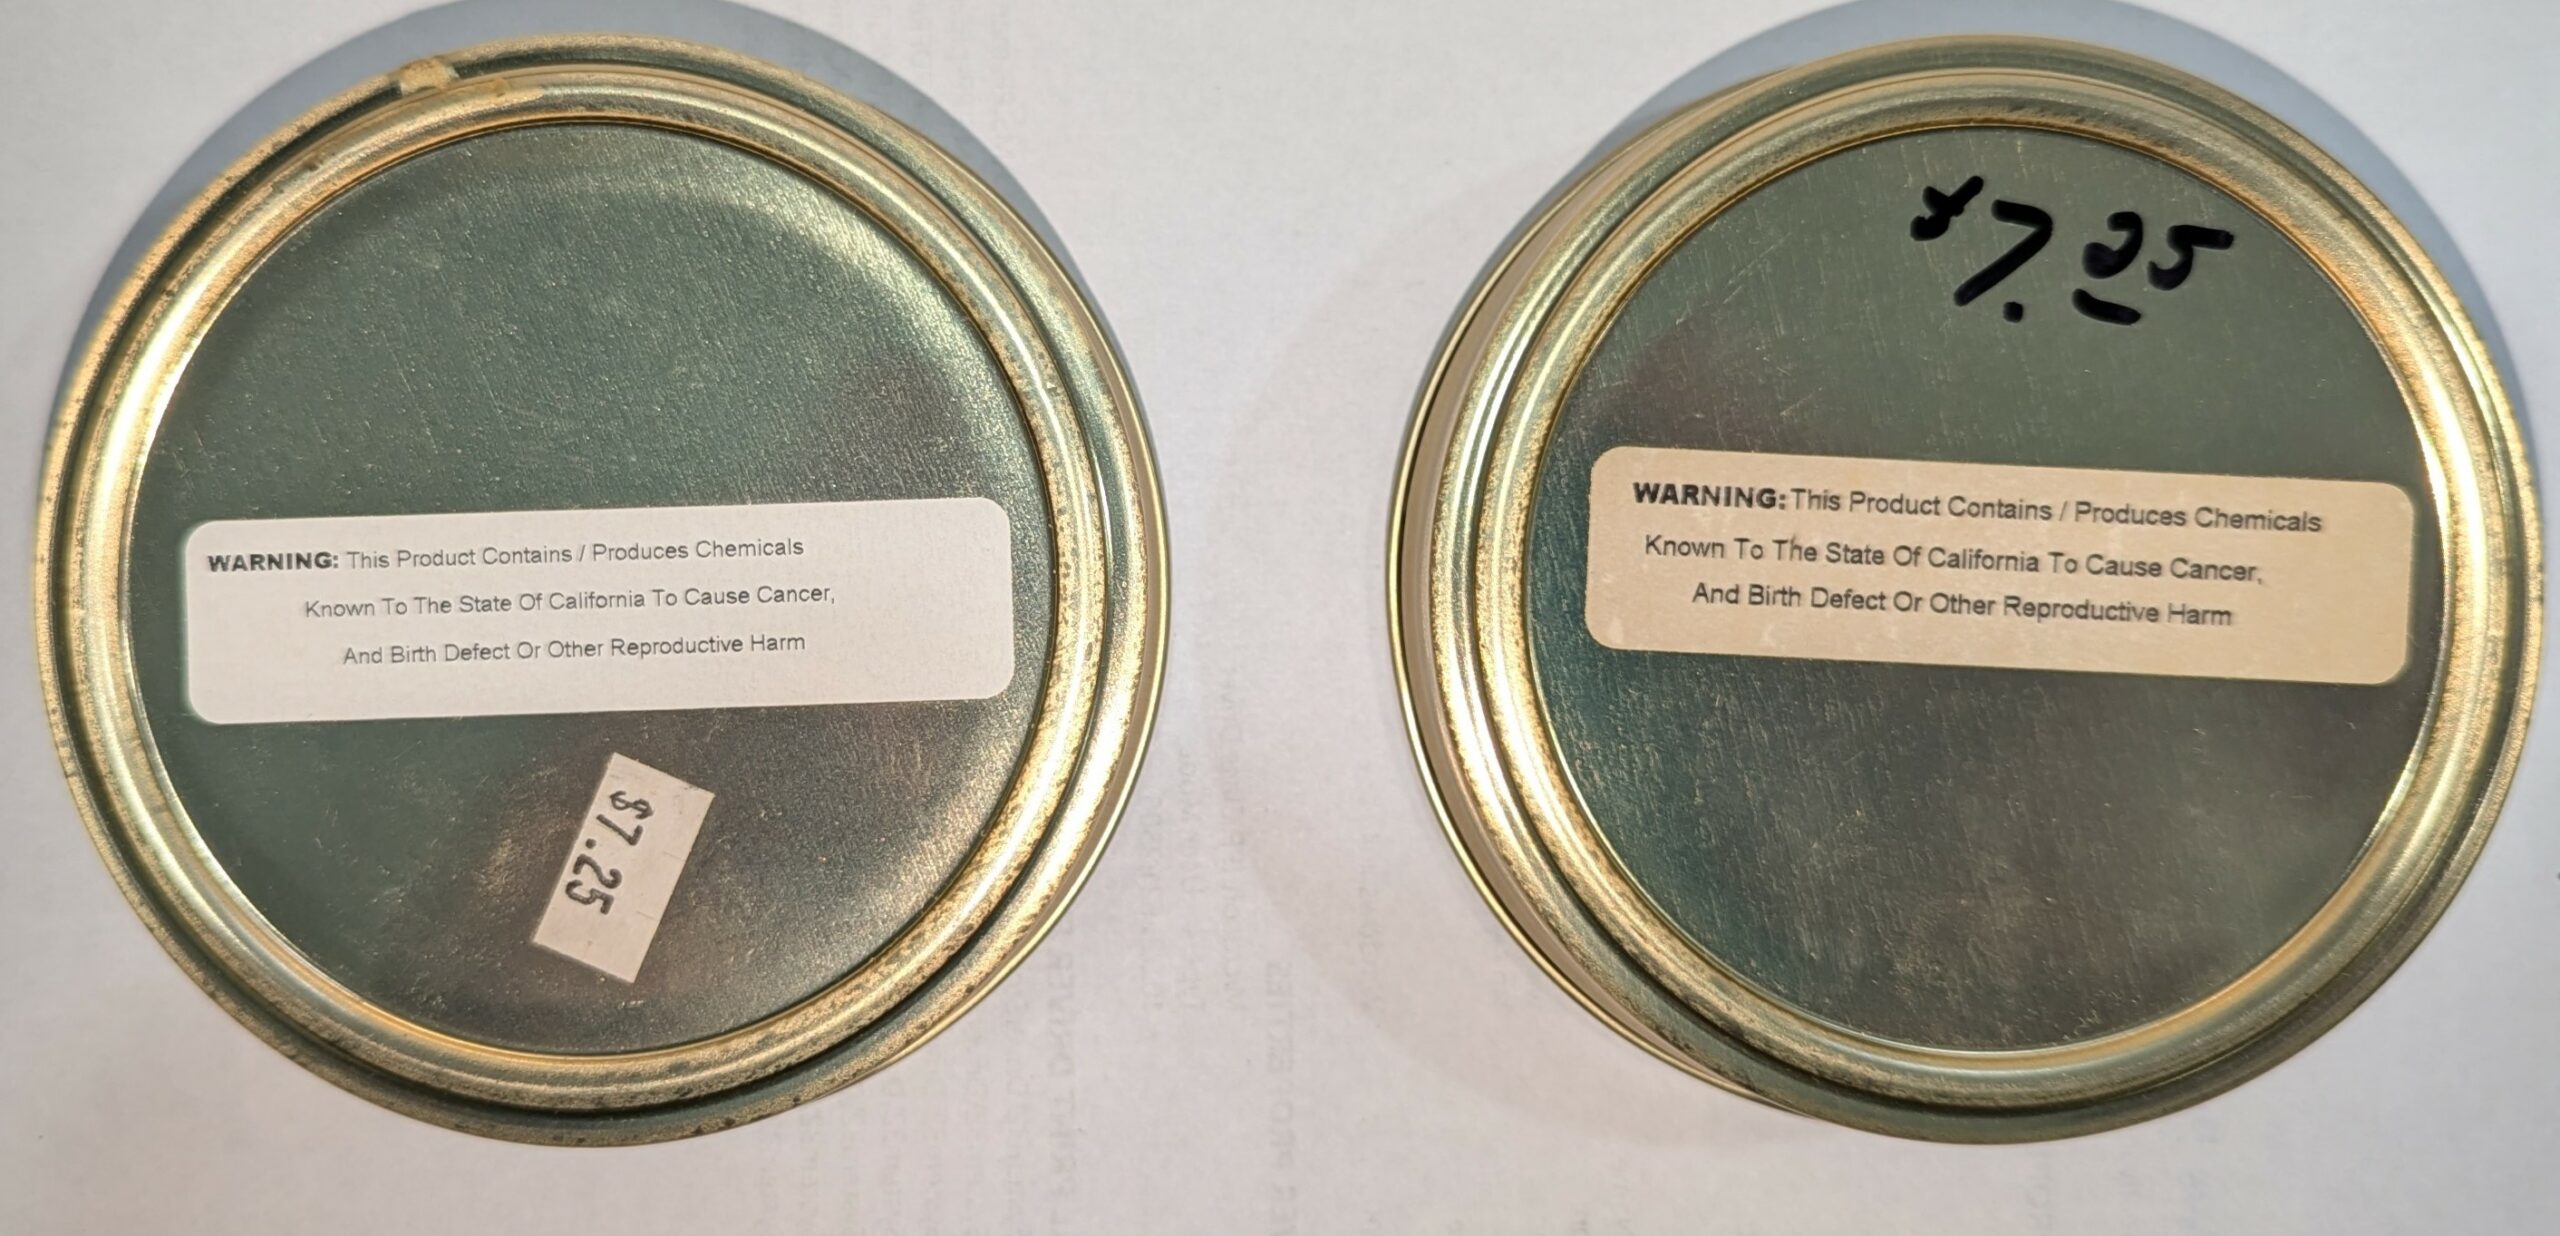 WARNING: This Product Contains / Produces Chemicals
Known To The State Of California To Cause Cancer,
And Birth Defect Or Other Reproductive Harm
$7.25
$7.25
WARNING: This Product Contains / Produces Chemicals
Known To The State Of California To Cause Cancer,
And Birth Defect Or Other Reproductive Harm